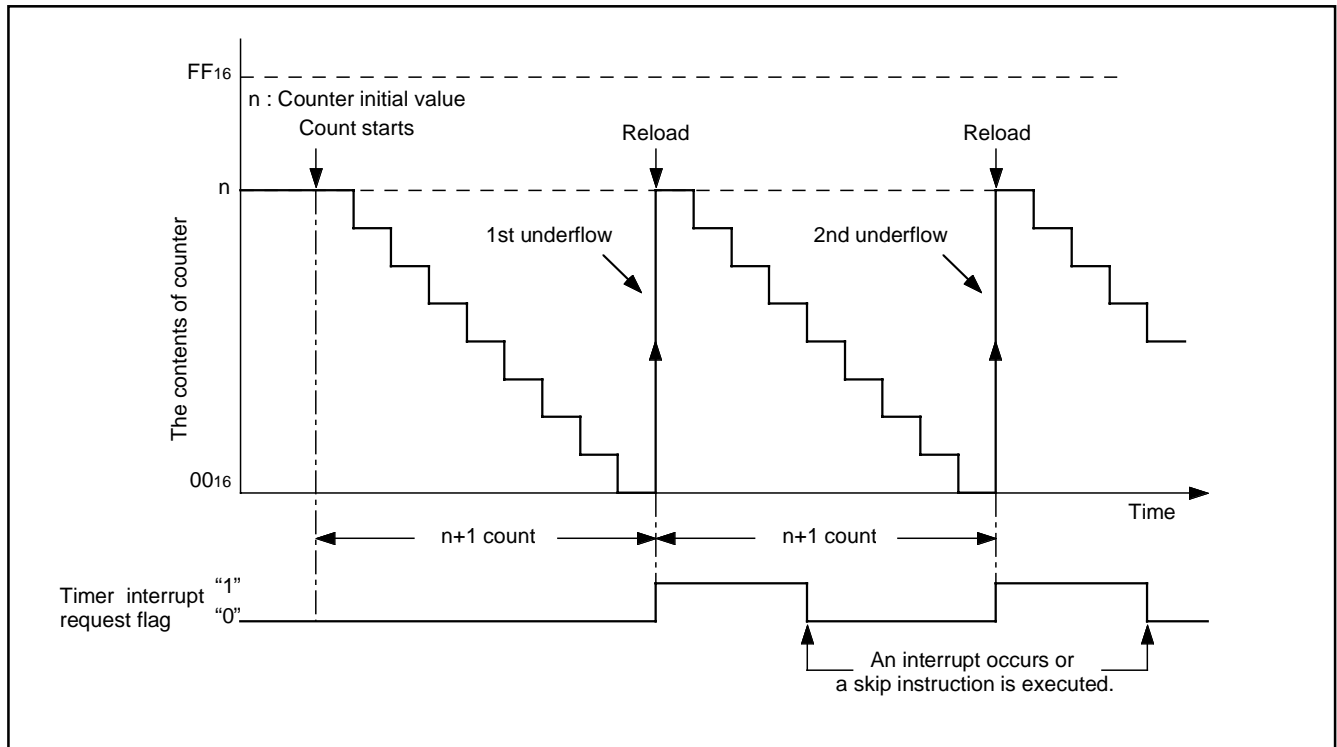 FF16
n : Counter initial value
Count starts
Reload
Reload
n
1st underflow
2nd underflow
The contents of counter
0016
Time
n+1 count
n+1 count
Timer interrupt
request flag
“1”
“0”
An interrupt occurs or
a skip instruction is executed.